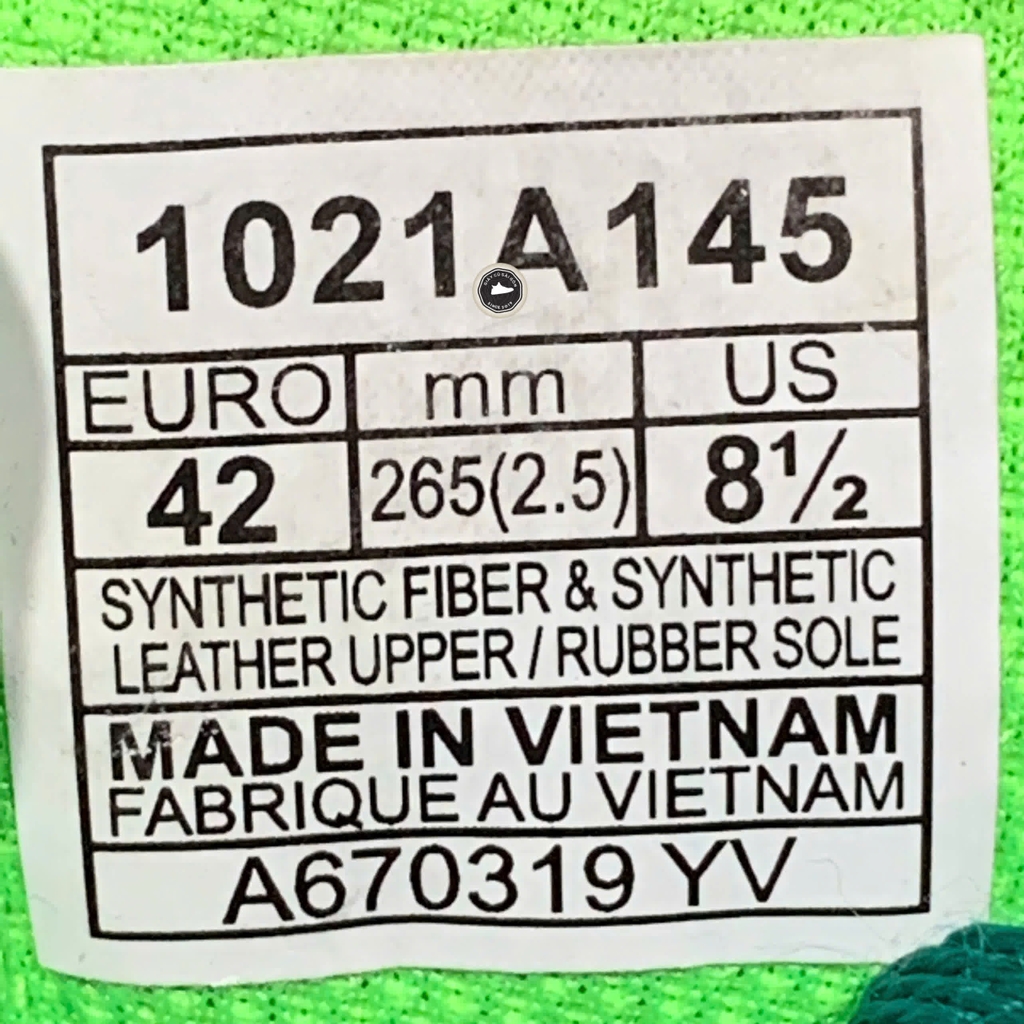 1021A145
EURO mm US
42 265(2.5) 8½
SYNTHETIC FIBER & SYNTHETIC
LEATHER UPPER / RUBBER SOLE
MADE IN VIETNAM
FABRIQUE AU VIETNAM
A670319 YV